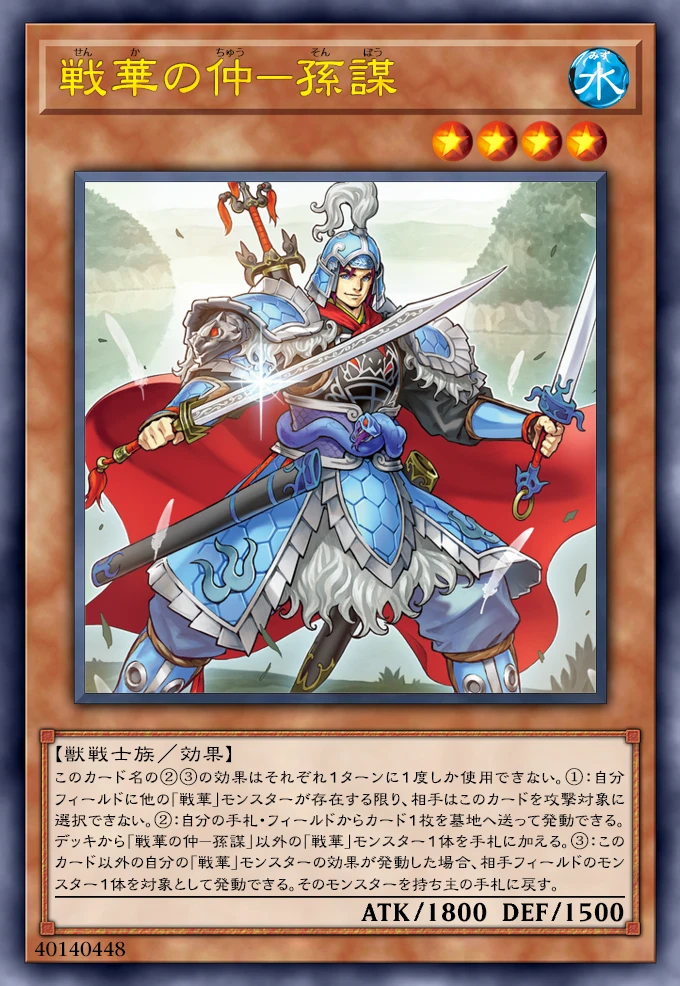 せん か ちゅう そん ぼう
戦華の仲－孫謀
みず
水
【獣戦士族／効果】
このカード名の②③の効果はそれぞれ１ターンに１度しか使用できない。①：自分
フィールドに他の「戦華」モンスターが存在する限り、相手はこのカードを攻撃対象に
選択できない。②：自分の手札・フィールドからカード１枚を墓地へ送って発動できる。
デッキから「戦華の仲－孫謀」以外の「戦華」モンスター１体を手札に加える。③：この
カード以外の自分の「戦華」モンスターの効果が発動した場合、相手フィールドのモン
スター１体を対象として発動できる。そのモンスターを持ち主の手札に戻す。
ATK/1800 DEF/1500
40140448